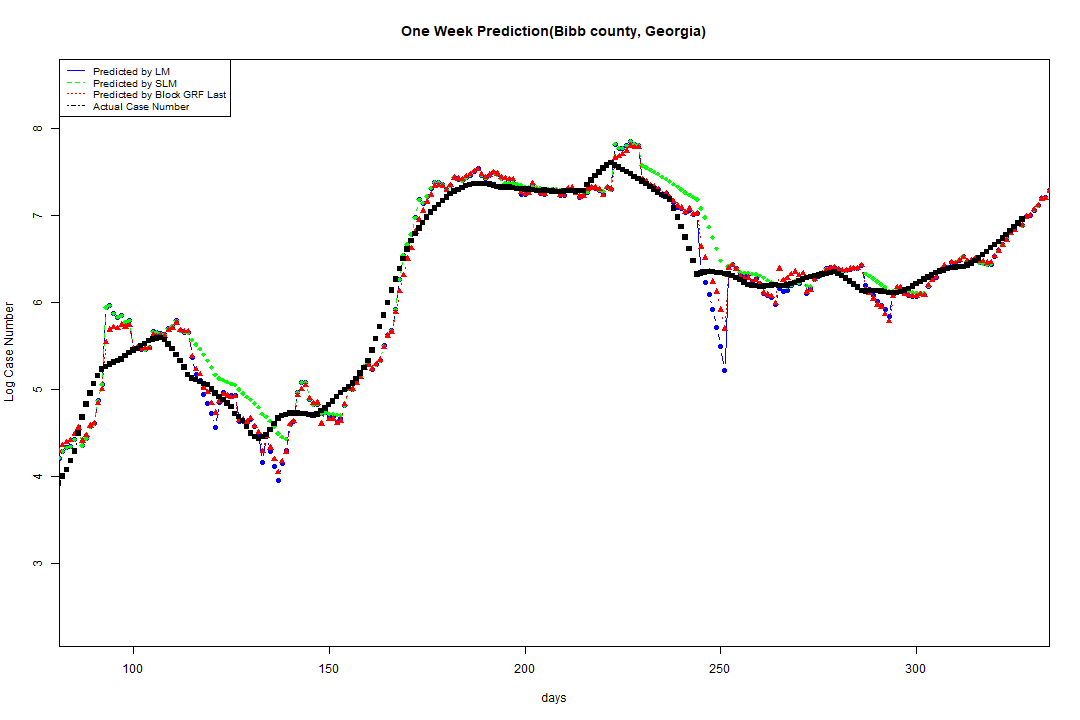 One Week Prediction(Bibb county, Georgia)
Predicted by LM
Predicted by SLM
Predicted by Block GRF Last
Actual Case Number
8
7
6
5
4
3
Log Case Number
100 150 200 250 300
days